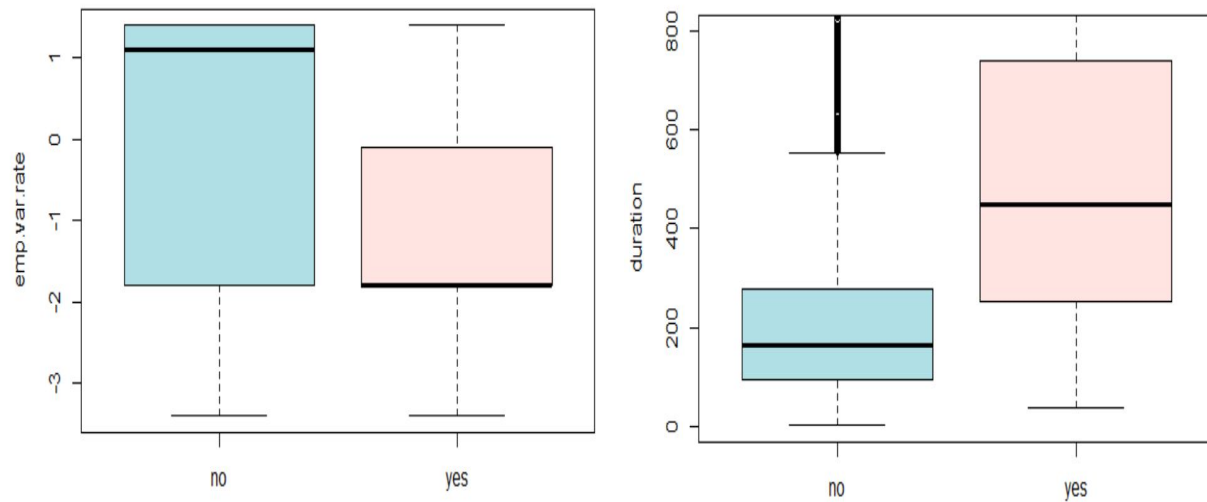 emp.var.rate
1
0
-1
-2
-3
no yes
duration
800
600
400
200
0
no yes